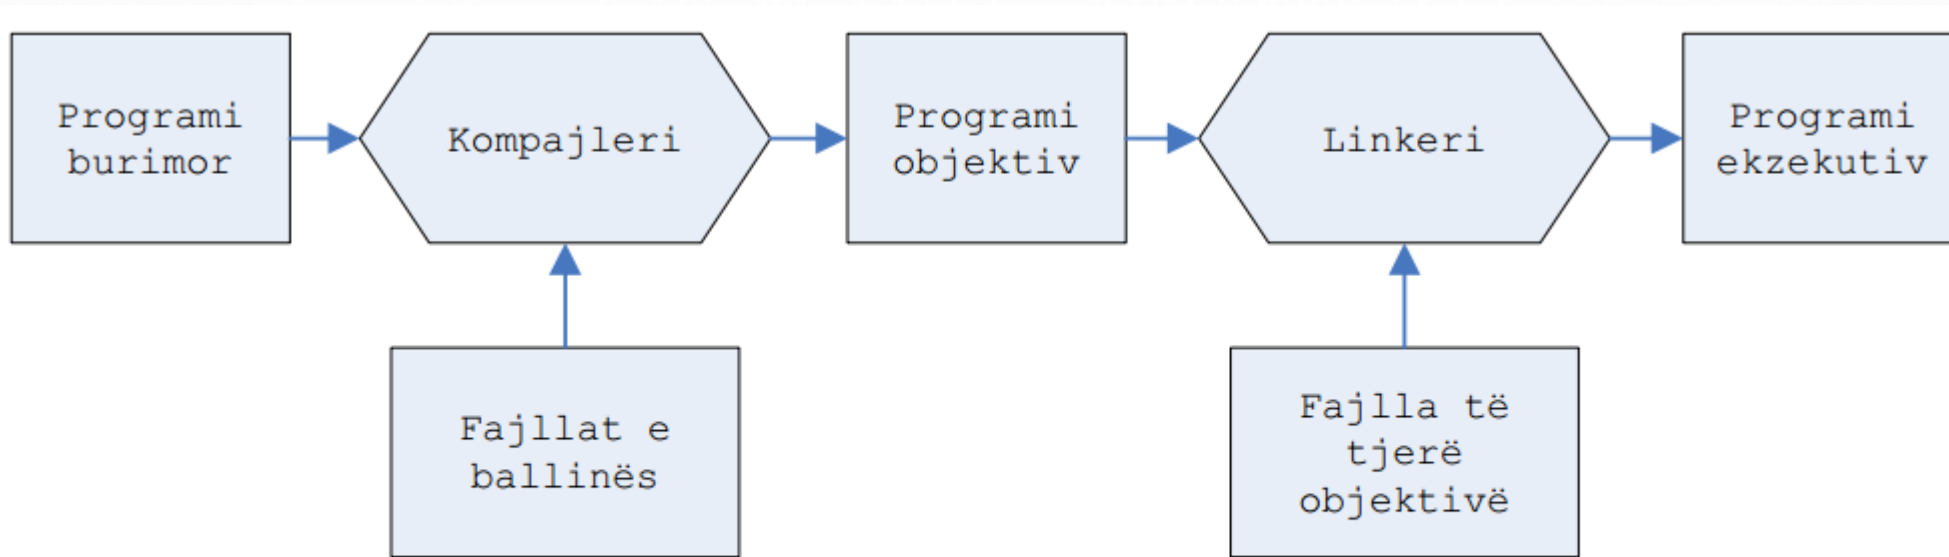 Programi
burimor
Kompajleri
Programi
objektiv
Linkeri
Programi
ekzekutiv
Fajllat e
ballinës
Fajlla të
tjerë
objektivë